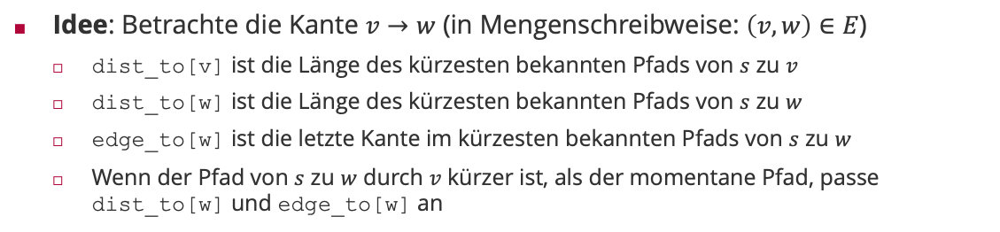 Idee: Betrachte die Kante v → w (in Mengenschreibweise: (v, w) ∈ E)
dist_to[v] ist die Länge des kürzesten bekannten Pfads von s zu v
dist_to[w] ist die Länge des kürzesten bekannten Pfads von s zu w
edge_to[w] ist die letzte Kante im kürzesten bekannten Pfads von s zu w
Wenn der Pfad von s zu w durch v kürzer ist, als der momentane Pfad, passe
dist_to[w] und edge_to[w] an